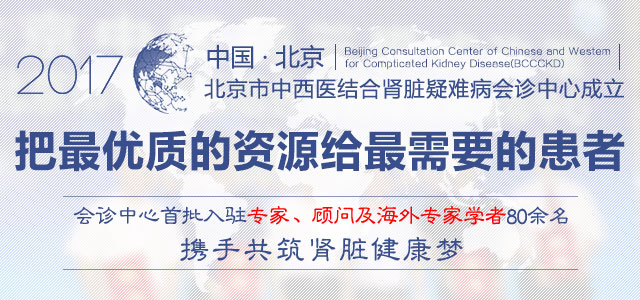 2017
中国·北京
Beijing Consultation Center of Chinese and Western
for Complicated Kidney Disease(BCCCKD)
北京市中西医结合肾脏疑难病会诊中心成立
把最优质的资源给最需要的患者
会诊中心首批入驻专家、顾问及海外专家学者80余名
携手共筑肾脏健康梦